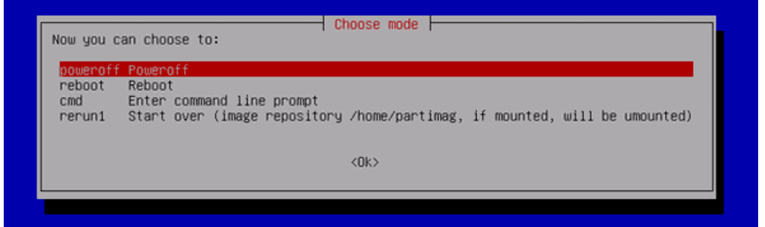 Choose mode
Now you can choose to:
poweroff Poweroff
reboot Reboot
cmd Enter command line prompt
rerun1 Start over (image repository /home/partimag, if mounted, will be umounted)
<Ok>